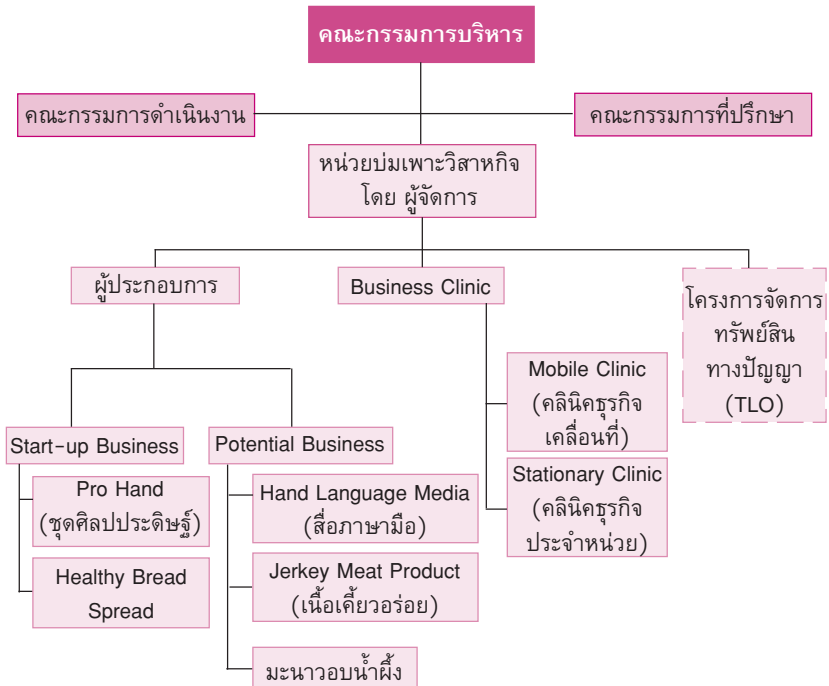 คณะกรรมการบริหาร
คณะกรรมการดำเนินงาน
คณะกรรมการที่ปรึกษา
หน่วยบ่มเพาะวิสาหกิจ
โดย ผู้จัดการ
ผู้ประกอบการ
Business Clinic
โครงการจัดการ
ทรัพย์สิน
ทางปัญญา
(TLO)
Start-up Business
Pro Hand
(ชุดศิลปประดิษฐ์)
Healthy Bread
Spread
Potential Business
Hand Language Media
(สื่อภาษามือ)
Jerkey Meat Product
(เนื้อเคี้ยวอร่อย)
มะนาวอบน้ำผึ้ง
Mobile Clinic
(คลินิคธุรกิจ
เคลื่อนที่)
Stationary Clinic
(คลินิคธุรกิจ
ประจำหน่วย)